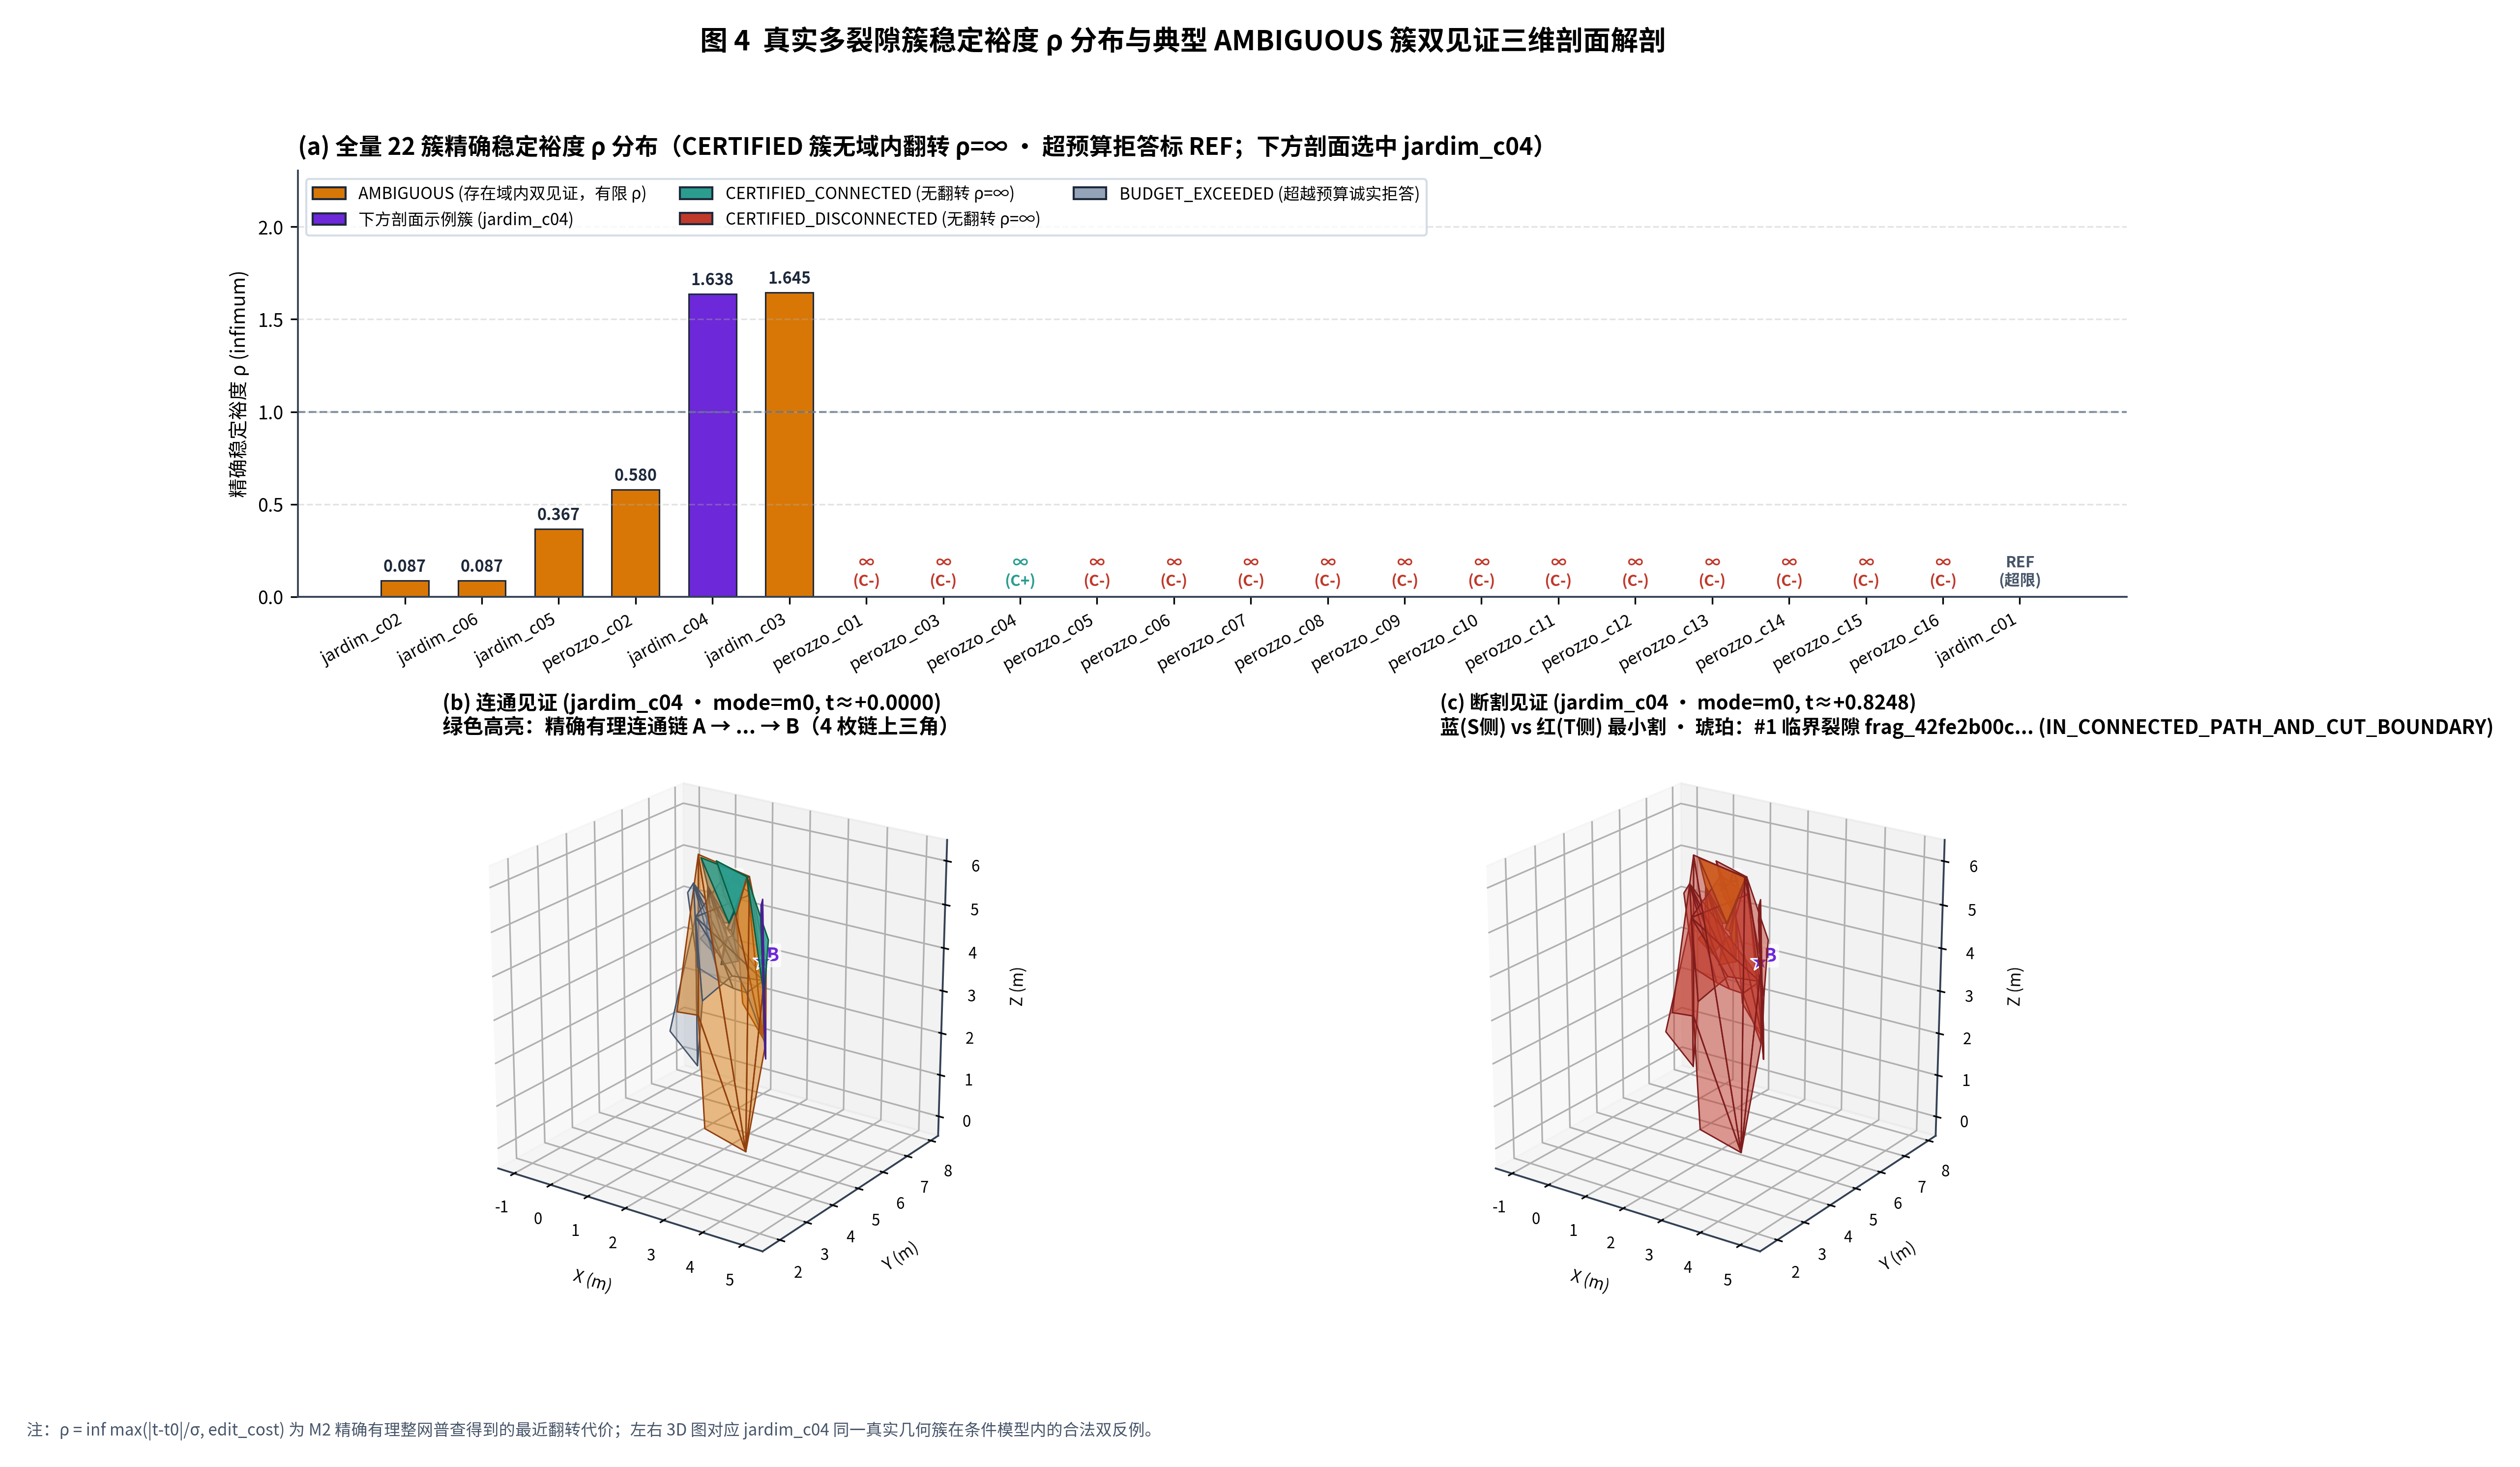 图 4 真实多裂隙簇稳定裕度 ρ 分布与典型 AMBIGUOUS 簇双见证三维剖面解剖
(a) 全量 22 簇精确稳定裕度 ρ 分布（CERTIFIED 簇无域内翻转 ρ=∞ · 超预算拒答标 REF；下方剖面选中 jardim_c04）
AMBIGUOUS (存在域内双见证，有限 ρ)
下方剖面示例簇 (jardim_c04)
CERTIFIED_CONNECTED (无翻转 ρ=∞)
CERTIFIED_DISCONNECTED (无翻转 ρ=∞)
BUDGET_EXCEEDED (超越预算诚实拒答)
精确稳定裕度 ρ (infimum)
2.0
1.5
1.0
0.5
0.0
0.087
0.087
0.367
0.580
1.638
1.645
∞
(C-)
∞
(C-)
∞
(C+)
∞
(C-)
∞
(C-)
∞
(C-)
∞
(C-)
∞
(C-)
∞
(C-)
∞
(C-)
∞
(C-)
∞
(C-)
∞
(C-)
∞
(C-)
∞
(C-)
REF
(超限)
jardim_c02
jardim_c06
jardim_c05
perozzo_c02
jardim_c04
jardim_c03
perozzo_c01
perozzo_c03
perozzo_c04
perozzo_c05
perozzo_c06
perozzo_c07
perozzo_c08
perozzo_c09
perozzo_c10
perozzo_c11
perozzo_c12
perozzo_c13
perozzo_c14
perozzo_c15
perozzo_c16
jardim_c01
(b) 连通见证 (jardim_c04 · mode=m0, t≈+0.0000)
绿色高亮：精确有理连通链 A → ... → B（4 枚链上三角）
B
6
5
4
3
2
1
0
Z (m)
-1
0
1
2
3
4
5
X (m)
2
3
4
5
6
7
8
Y (m)
(c) 断割见证 (jardim_c04 · mode=m0, t≈+0.8248)
蓝(S侧) vs 红(T侧) 最小割 · 琥珀：#1 临界裂隙 frag_42fe2b00c... (IN_CONNECTED_PATH_AND_CUT_BOUNDARY)
B
6
5
4
3
2
1
0
Z (m)
-1
0
1
2
3
4
5
X (m)
2
3
4
5
6
7
8
Y (m)
注：ρ = inf max(|t-t0|/σ, edit_cost) 为 M2 精确有理整网普查得到的最近翻转代价；左右 3D 图对应 jardim_c04 同一真实几何簇在条件模型内的合法双反例。